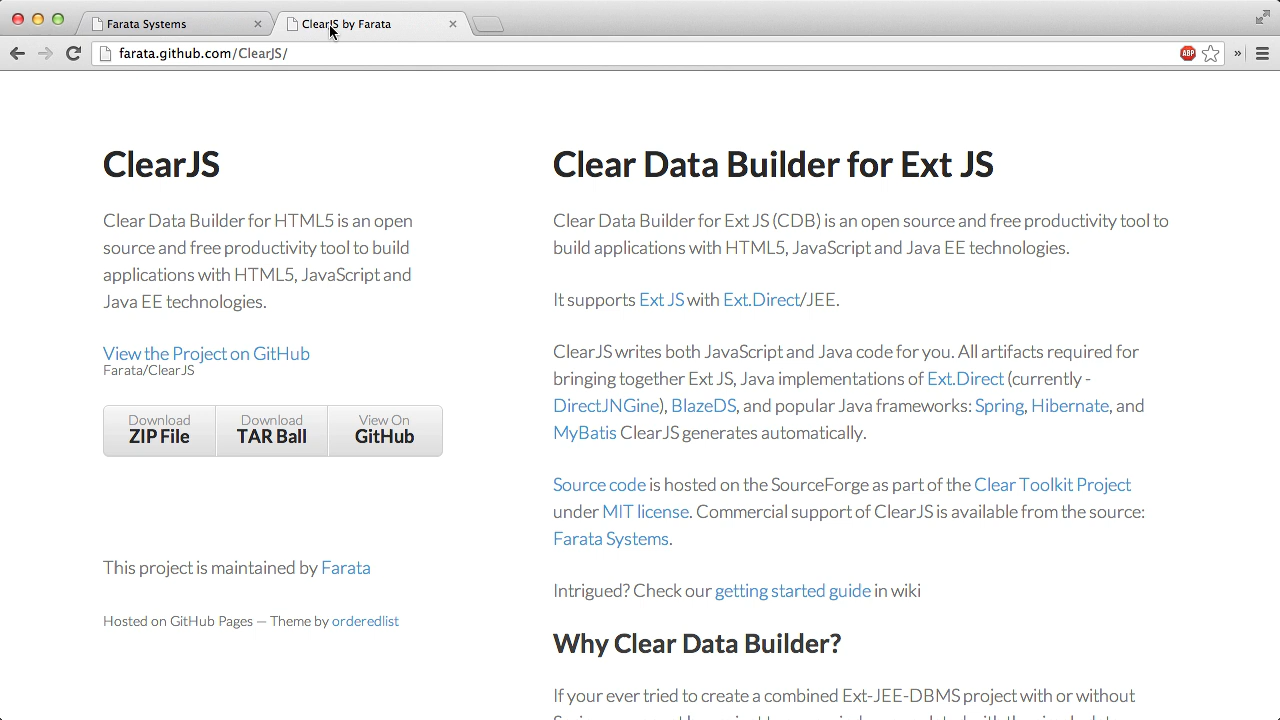 Farata Systems
ClearJS by Farata
farata.github.com/ClearJS/
ABP
ClearJS
Clear Data Builder for HTML5 is an open
source and free productivity tool to build
applications with HTML5, JavaScript and
Java EE technologies.
View the Project on GitHub
Farata/ClearJS
Download
ZIP File
Download
TAR Ball
View On
GitHub
This project is maintained by Farata
Hosted on GitHub Pages — Theme by orderedlist
Clear Data Builder for Ext JS
Clear Data Builder for Ext JS (CDB) is an open source and free productivity tool to
build applications with HTML5, JavaScript and Java EE technologies.
It supports Ext JS with Ext.Direct/JEE.
ClearJS writes both JavaScript and Java code for you. All artifacts required for
bringing together Ext JS, Java implementations of Ext.Direct (currently -
DirectJNGine), BlazeDS, and popular Java frameworks: Spring, Hibernate, and
MyBatis ClearJS generates automatically.
Source code is hosted on the SourceForge as part of the Clear Toolkit Project
under MIT license. Commercial support of ClearJS is available from the source:
Farata Systems.
Intrigued? Check our getting started guide in wiki
Why Clear Data Builder?
If your ever tried to create a combined Ext-JEE-DBMS project with or without